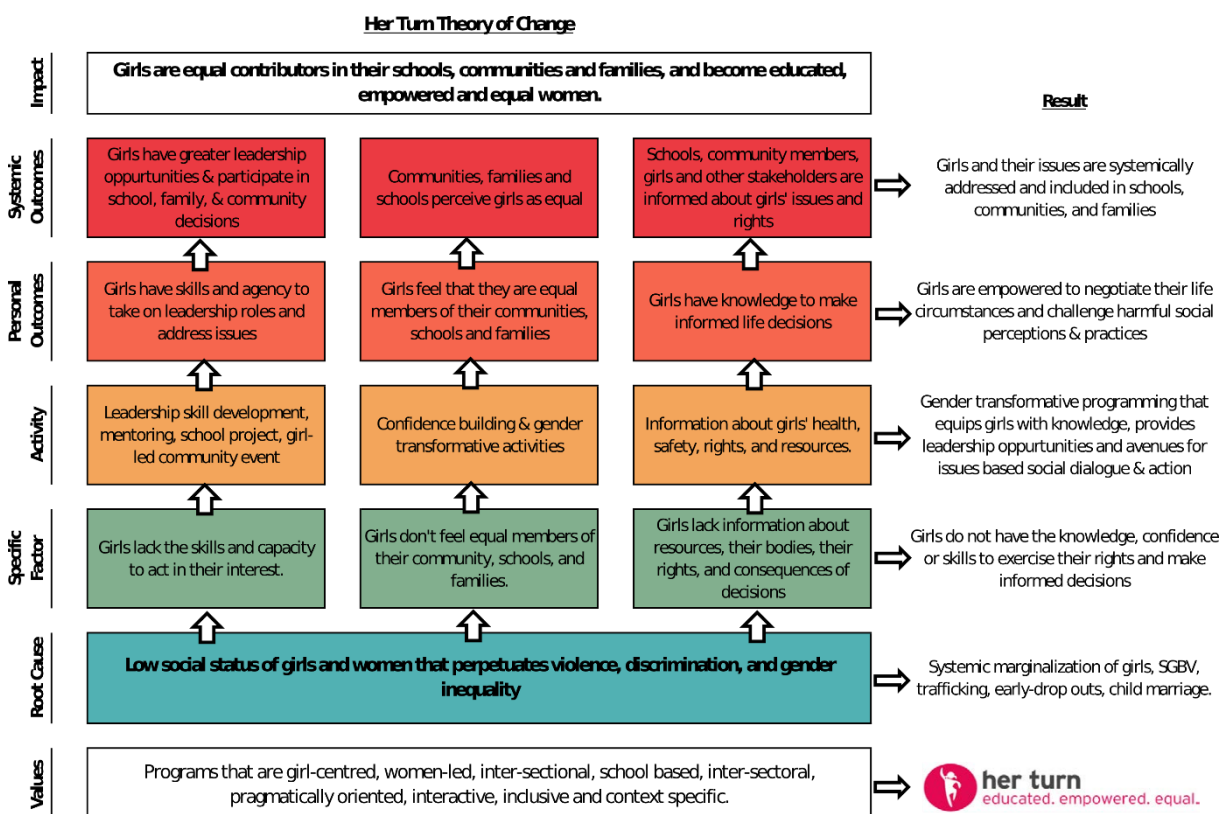 Her Turn Theory of Change
Impact
Girls are equal contributors in their schools, communities and families, and become educated,
empowered and equal women.
Result
Systemic
Outcomes
Girls have greater leadership
oppurtunities & participate in
school, family, & community
decisions
Communities, families and
schools perceive girls as equal
Schools, community members,
girls and other stakeholders are
informed about girls' issues and
rights
Girls and their issues are systemically
addressed and included in schools,
communities, and families
Personal
Outcomes
Girls have skills and agency to
take on leadership roles and
address issues
Girls feel that they are equal
members of their communities,
schools and families
Girls have knowledge to make
informed life decisions
Girls are empowered to negotiate their life
circumstances and challenge harmful social
perceptions & practices
Activity
Leadership skill development,
mentoring, school project, girl-
led community event
Confidence building & gender
transformative activities
Information about girls' health,
safety, rights, and resources.
Gender transformative programming that
equips girls with knowledge, provides
leadership oppurtunities and avenues for
issues based social dialogue & action
Specific
Factor
Girls lack the skills and capacity
to act in their interest.
Girls don't feel equal members of
their community, schools, and
families.
Girls lack information about
resources, their bodies, their
rights, and consequences of
decisions
Girls do not have the knowledge, confidence
or skills to exercise their rights and make
informed decisions
Root Cause
Low social status of girls and women that perpetuates violence, discrimination, and gender
inequality
Systemic marginalization of girls, SGBV,
trafficking, early-drop outs, child marriage.
Values
Programs that are girl-centred, women-led, inter-sectional, school based, inter-sectoral,
pragmatically oriented, interactive, inclusive and context specific.
her turn
educated. empowered. equal.